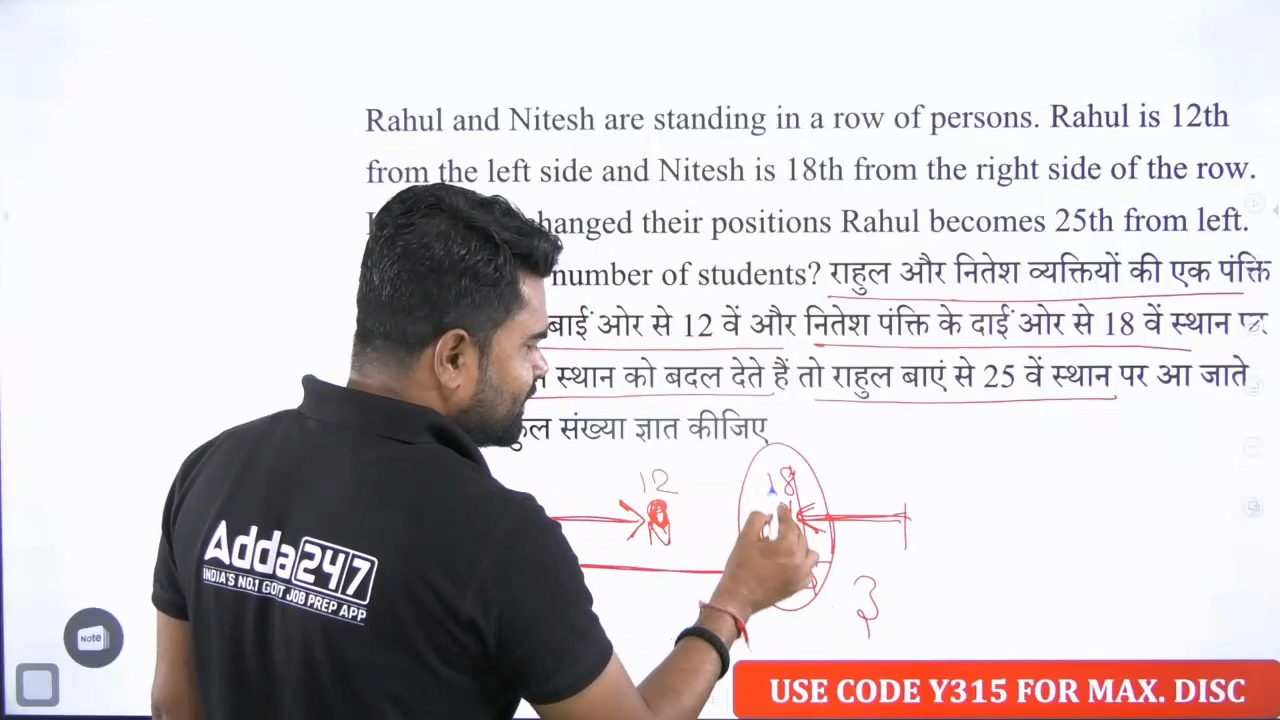 Rahul and Nitesh are standing in a row of persons. Rahul is 12th
from the left side and Nitesh is 18th from the right side of the row.
changed their positions Rahul becomes 25th from left.
number of students? राहुल और नितेश व्यक्तियों की एक पंक्ति
बाईं ओर से 12 वें और नितेश पंक्ति के दाईं ओर से 18 वें स्थान पर
स्थान को बदल देते हैं तो राहुल बाएं से 25 वें स्थान पर आ जाते
कुल संख्या ज्ञात कीजिए
12
18
N
3
Adda247
INDIA'S NO.1 GOVT JOB PREP APP
Note
USE CODE Y315 FOR MAX. DISC